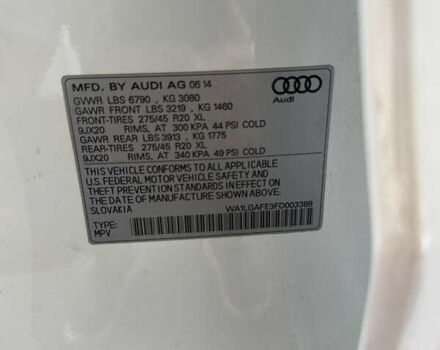 MFD. BY AUDI AG 06 14
GVWR LBS 6790 , KG 3080
GAWR FRONT LBS 3219 , KG 1460
FRONT-TIRES 275/45 R20 XL
9JX20 RIMS, AT 300 KPA 44 PSI COLD
GAWR REAR LBS 3913 , KG 1775
REAR-TIRES 275/45 R20 XL
9JX20 RIMS, AT 340 KPA 49 PSI COLD
THIS VEHICLE CONFORMS TO ALL APPLICABLE
U.S. FEDERAL MOTOR VEHICLE SAFETY AND
THEFT PREVENTION STANDARDS IN EFFECT ON
THE DATE OF MANUFACTURE SHOWN ABOVE.
SLOVAKIA
WA1LGAFE3FD003388
TYPE:
MPV
Audi